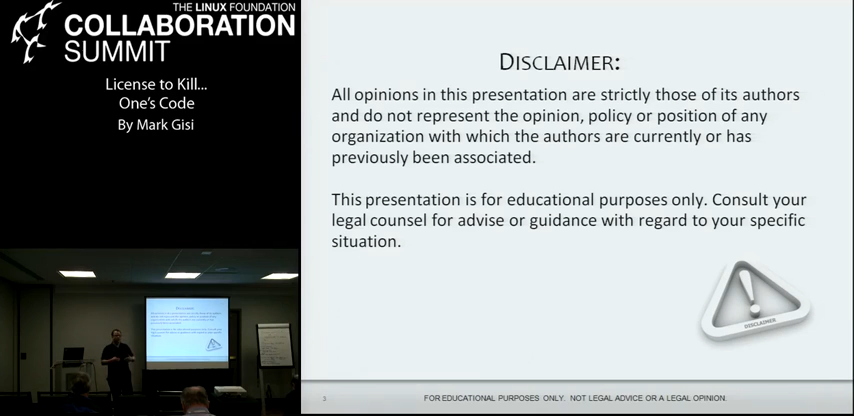 THE LINUX FOUNDATION
COLLABORATION
SUMMIT
License to Kill...
One's Code
By Mark Gisi
DISCLAIMER:
All opinions in this presentation are strictly those of its authors
and do not represent the opinion, policy or position of any
organization with which the authors are currently or has
previously been associated.
This presentation is for educational purposes only. Consult your
legal counsel for advise or guidance with regard to your specific
situation.
DISCLAIMER
3
FOR EDUCATIONAL PURPOSES ONLY. NOT LEGAL ADVICE OR A LEGAL OPINION